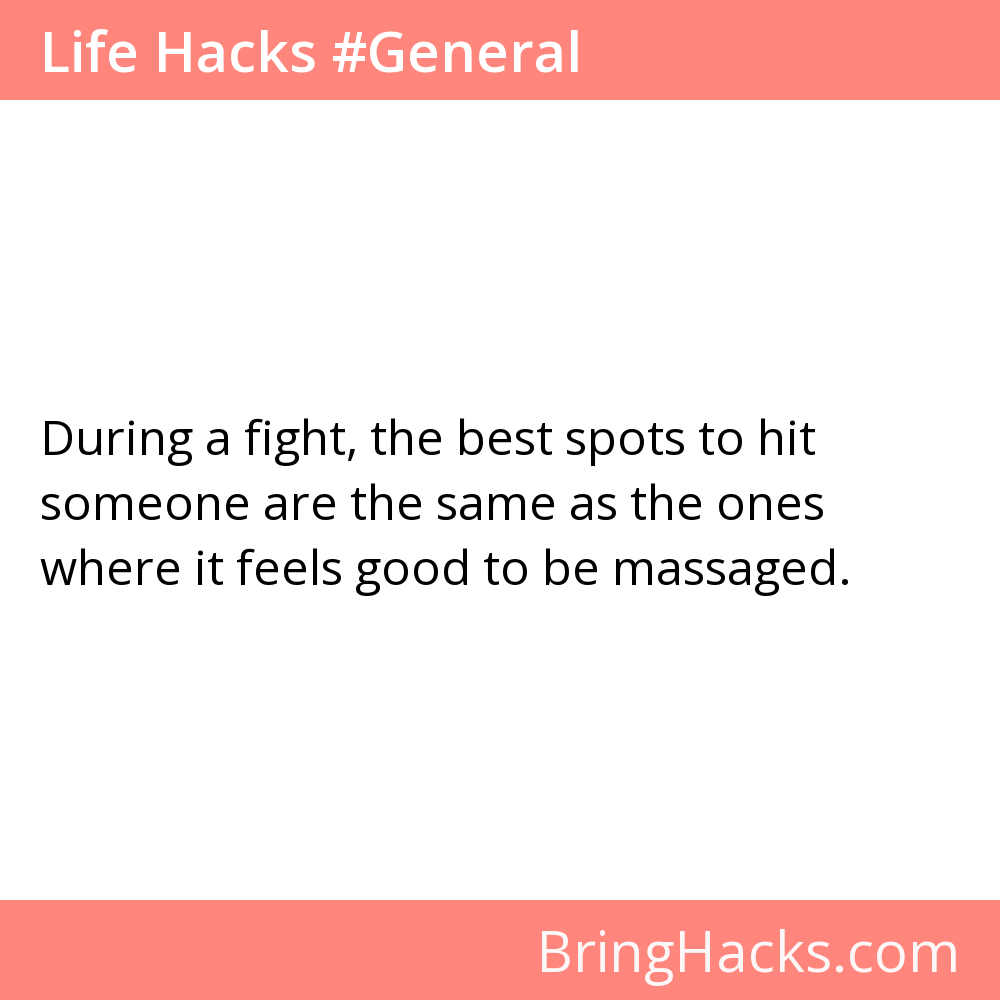 Life Hacks #General
During a fight, the best spots to hit
someone are the same as the ones
where it feels good to be massaged.
BringHacks.com